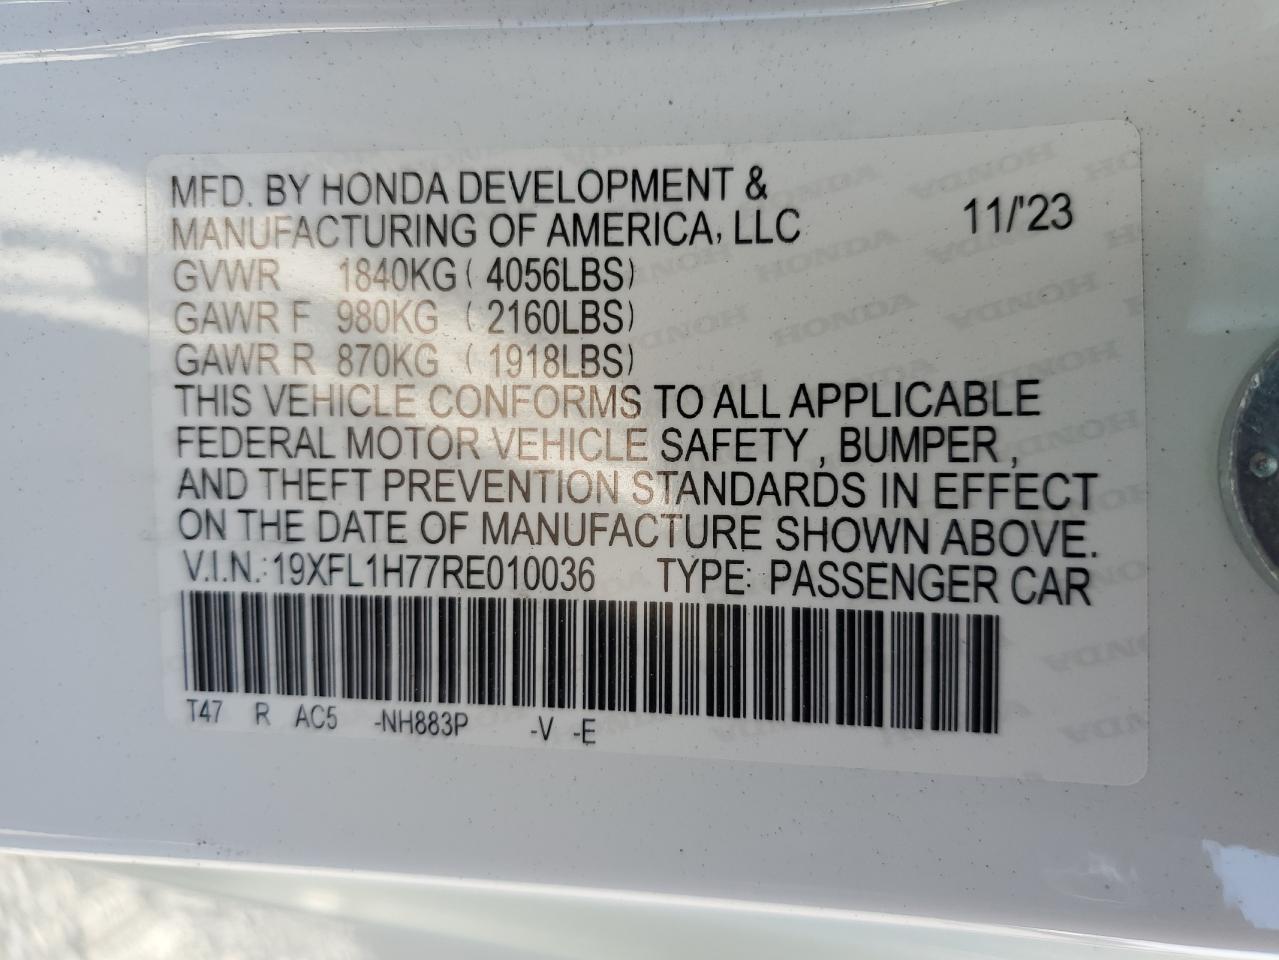 MFD. BY HONDA DEVELOPMENT &
MANUFACTURING OF AMERICA, LLC 11/'23
GVWR 1840KG ( 4056LBS)
GAWR F 980KG ( 2160LBS)
GAWR R 870KG ( 1918LBS)
THIS VEHICLE CONFORMS TO ALL APPLICABLE
FEDERAL MOTOR VEHICLE SAFETY , BUMPER ,
AND THEFT PREVENTION STANDARDS IN EFFECT
ON THE DATE OF MANUFACTURE SHOWN ABOVE.
V.I.N.: 19XFL1H77RE010036 TYPE: PASSENGER CAR
T47 R AC5 -NH883P -V -E